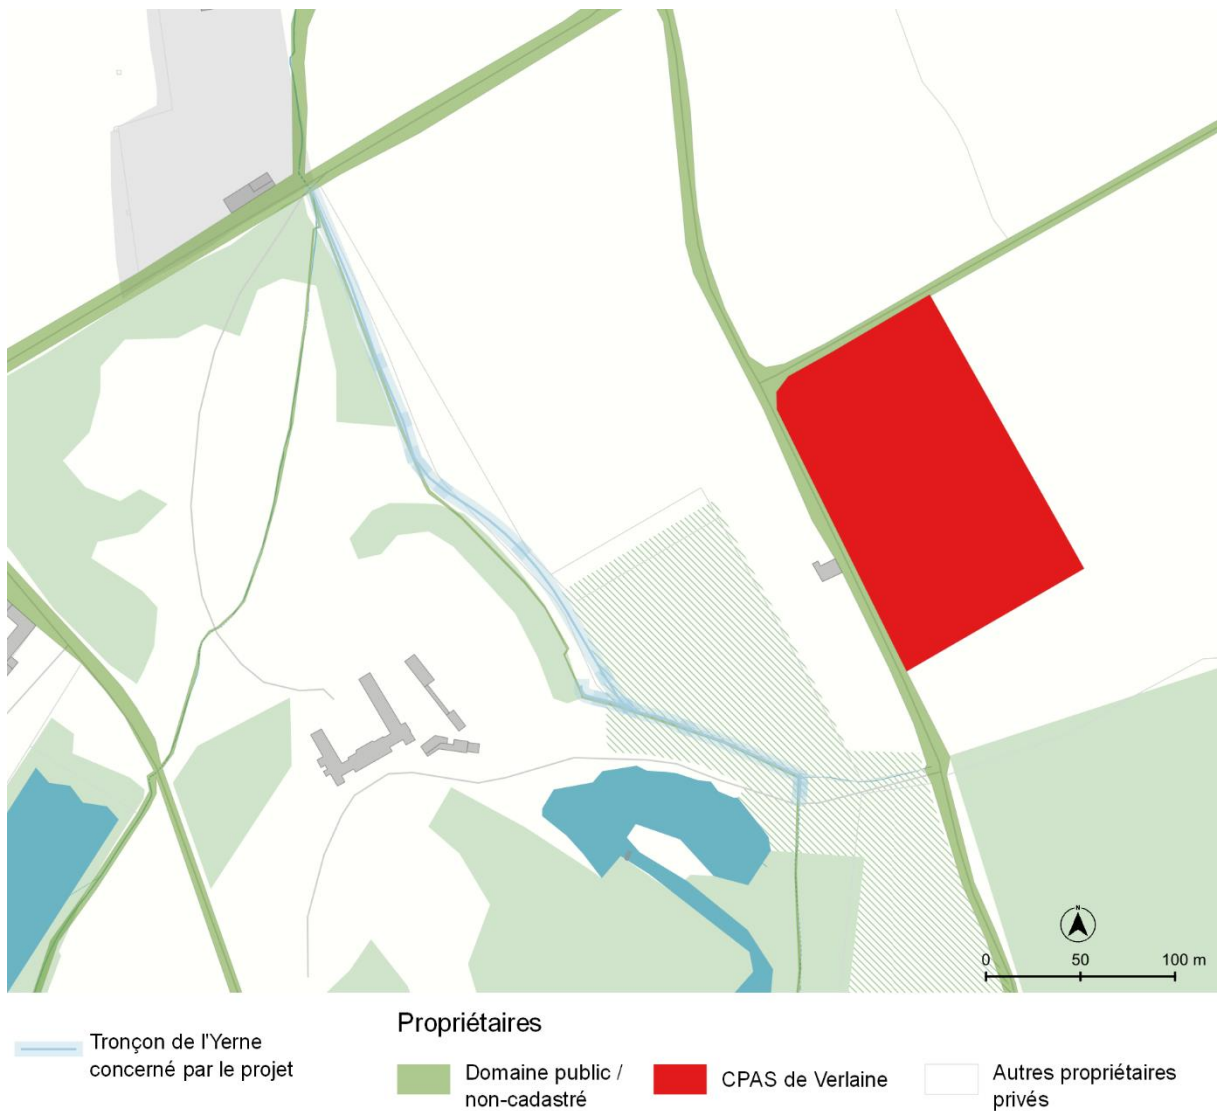 N
0 50 100 m
Propriétaires
Tronçon de l'Yerne
concerné par le projet
Domaine public /
non-cadastré
CPAS de Verlaine
Autres propriétaires
privés